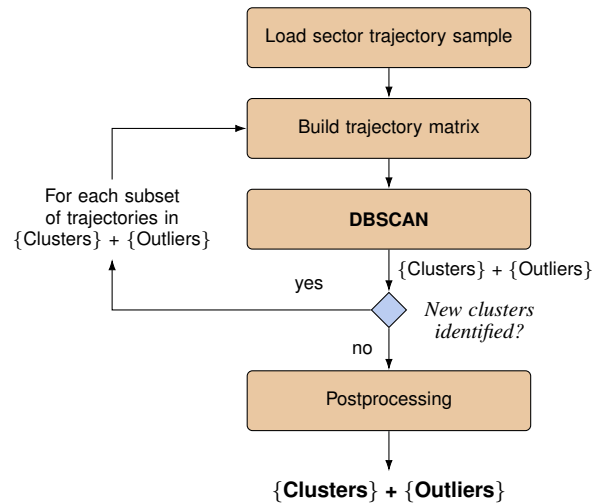 Load sector trajectory sample
Build trajectory matrix
For each subset
of trajectories in
{Clusters} + {Outliers}
DBSCAN
{Clusters} + {Outliers}
yes
New clusters
identified?
no
Postprocessing
{Clusters} + {Outliers}